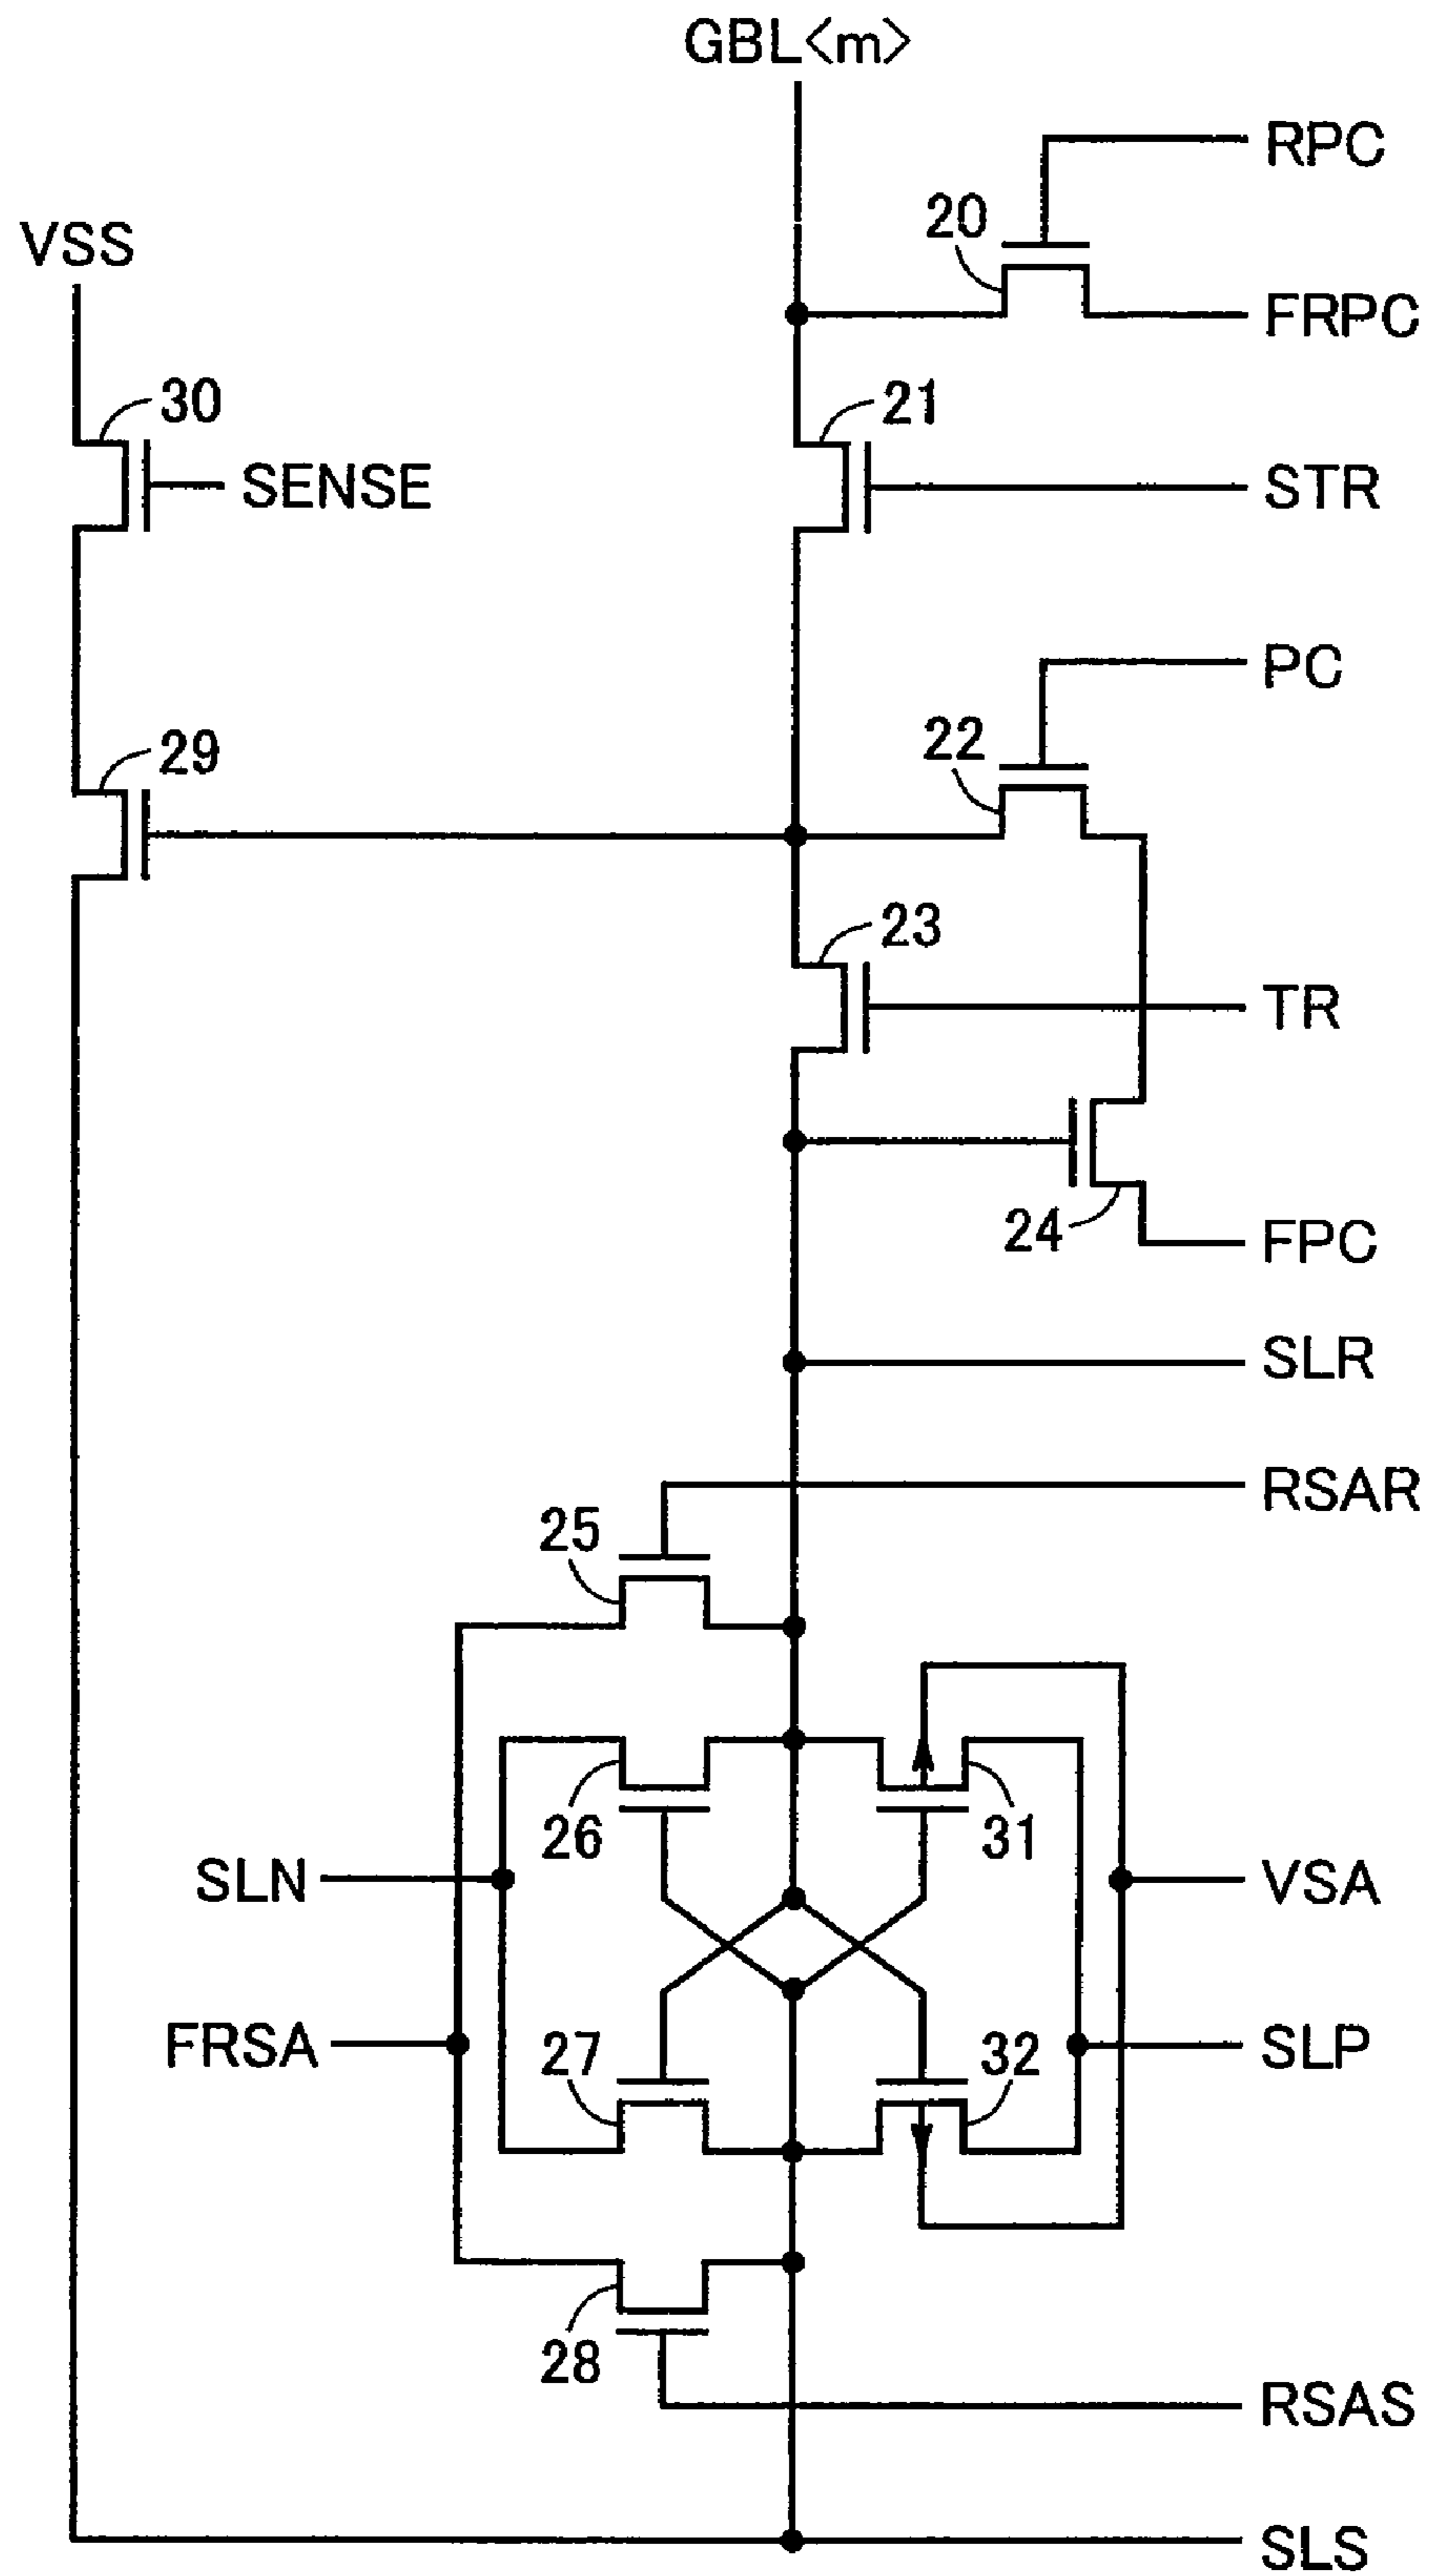 GBL<m>
RPC
20
VSS
FRPC
30
21
SENSE
STR
PC
22
29
23
TR
24
FPC
SLR
RSAR
25
26
31
SLN
VSA
FRSA
27
32
SLP
28
RSAS
SLS